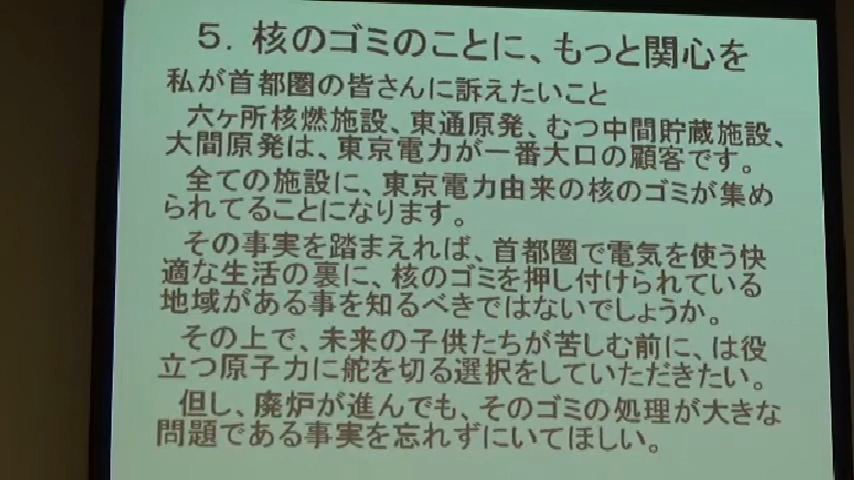 ５．核のゴミのことに、もっと関心を
私が首都圏の皆さんに訴えたいこと
六ヶ所核燃施設、東通原発、むつ中間貯蔵施設、
大間原発は、東京電力が一番大口の顧客です。
全ての施設に、東京電力由来の核のゴミが集め
られてることになります。
その事実を踏まえれば、首都圏で電気を使う快
適な生活の裏に、核のゴミを押し付けられている
地域がある事を知るべきではないでしょうか。
その上で、未来の子供たちが苦しむ前に、は役
立つ原子力に舵を切る選択をしていただきたい。
但し、廃炉が進んでも、そのゴミの処理が大きな
問題である事実を忘れずにいてほしい。